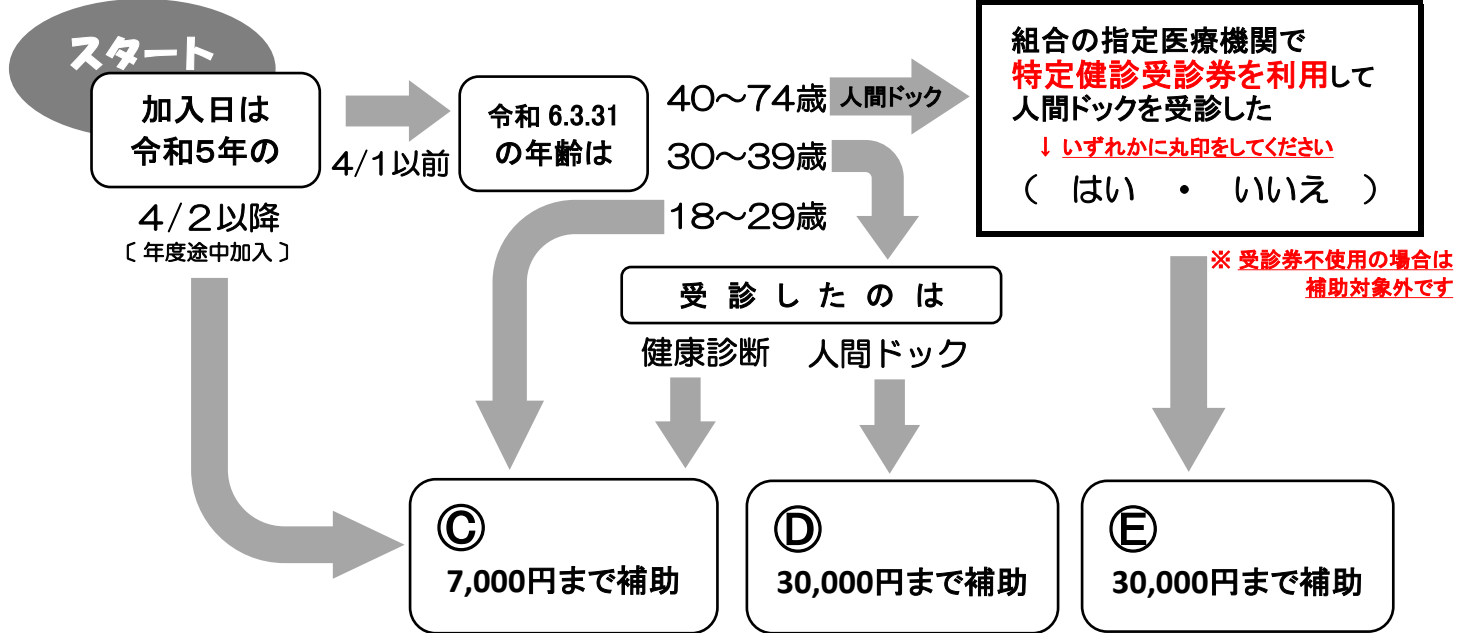 スタート
加入日は
令和5年の
4/1以前
4/2以降
〔 年度途中加入 〕
令和 6.3.31
の年齢は
40～74歳
人間ドック
30～39歳
18～29歳
組合の指定医療機関で
特定健診受診券を利用して
人間ドックを受診した
↓ いずれかに丸印をしてください
（ はい ・ いいえ ）
※ 受診券不使用の場合は
補助対象外です
受 診 し た の は
健康診断 人間ドック
Ⓒ
7,000円まで補助
Ⓓ
30,000円まで補助
Ⓔ
30,000円まで補助